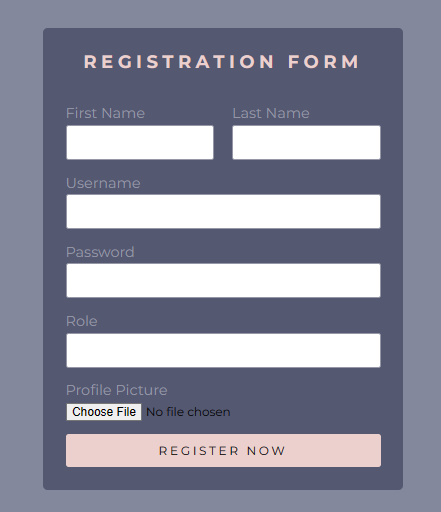 REGISTRATION FORM
First Name Last Name
Username
Password
Role
Profile Picture
Choose File No file chosen
REGISTER NOW